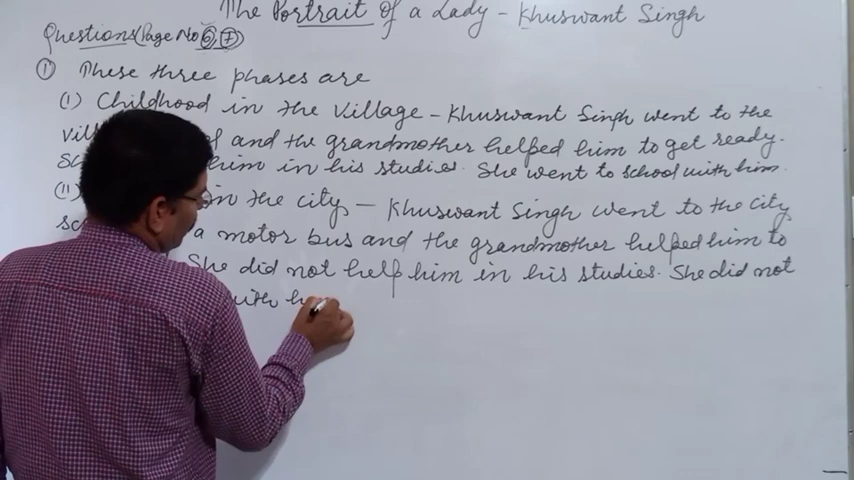 The Portrait of a Lady - Khuswant Singh
Questions (Page No 6, 7)
① These three phases are
(i) Childhood in the Village - Khuswant Singh went to the
and the grandmother helped him to get ready.
him in his studies. She went to school with him.
(ii) in the city - Khuswant Singh went to the city
a motor bus and the grandmother helped him to
She did not help him in his studies. She did not
with